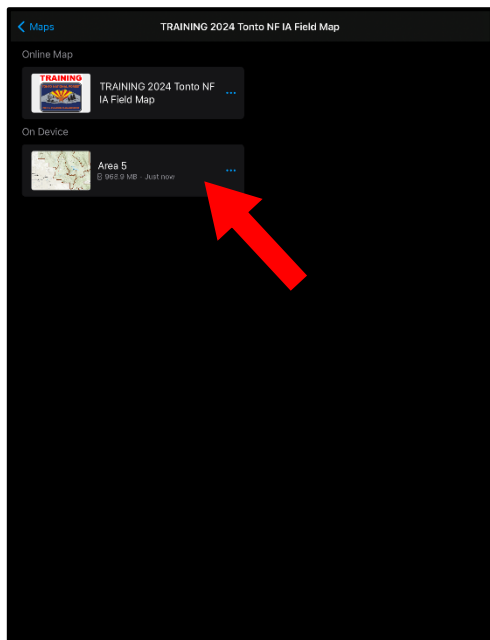 Maps
TRAINING 2024 Tonto NF IA Field Map
Online Map
TRAINING
TRAINING 2024 Tonto NF
IA Field Map
On Device
Area 5
968.9 MB - Just now